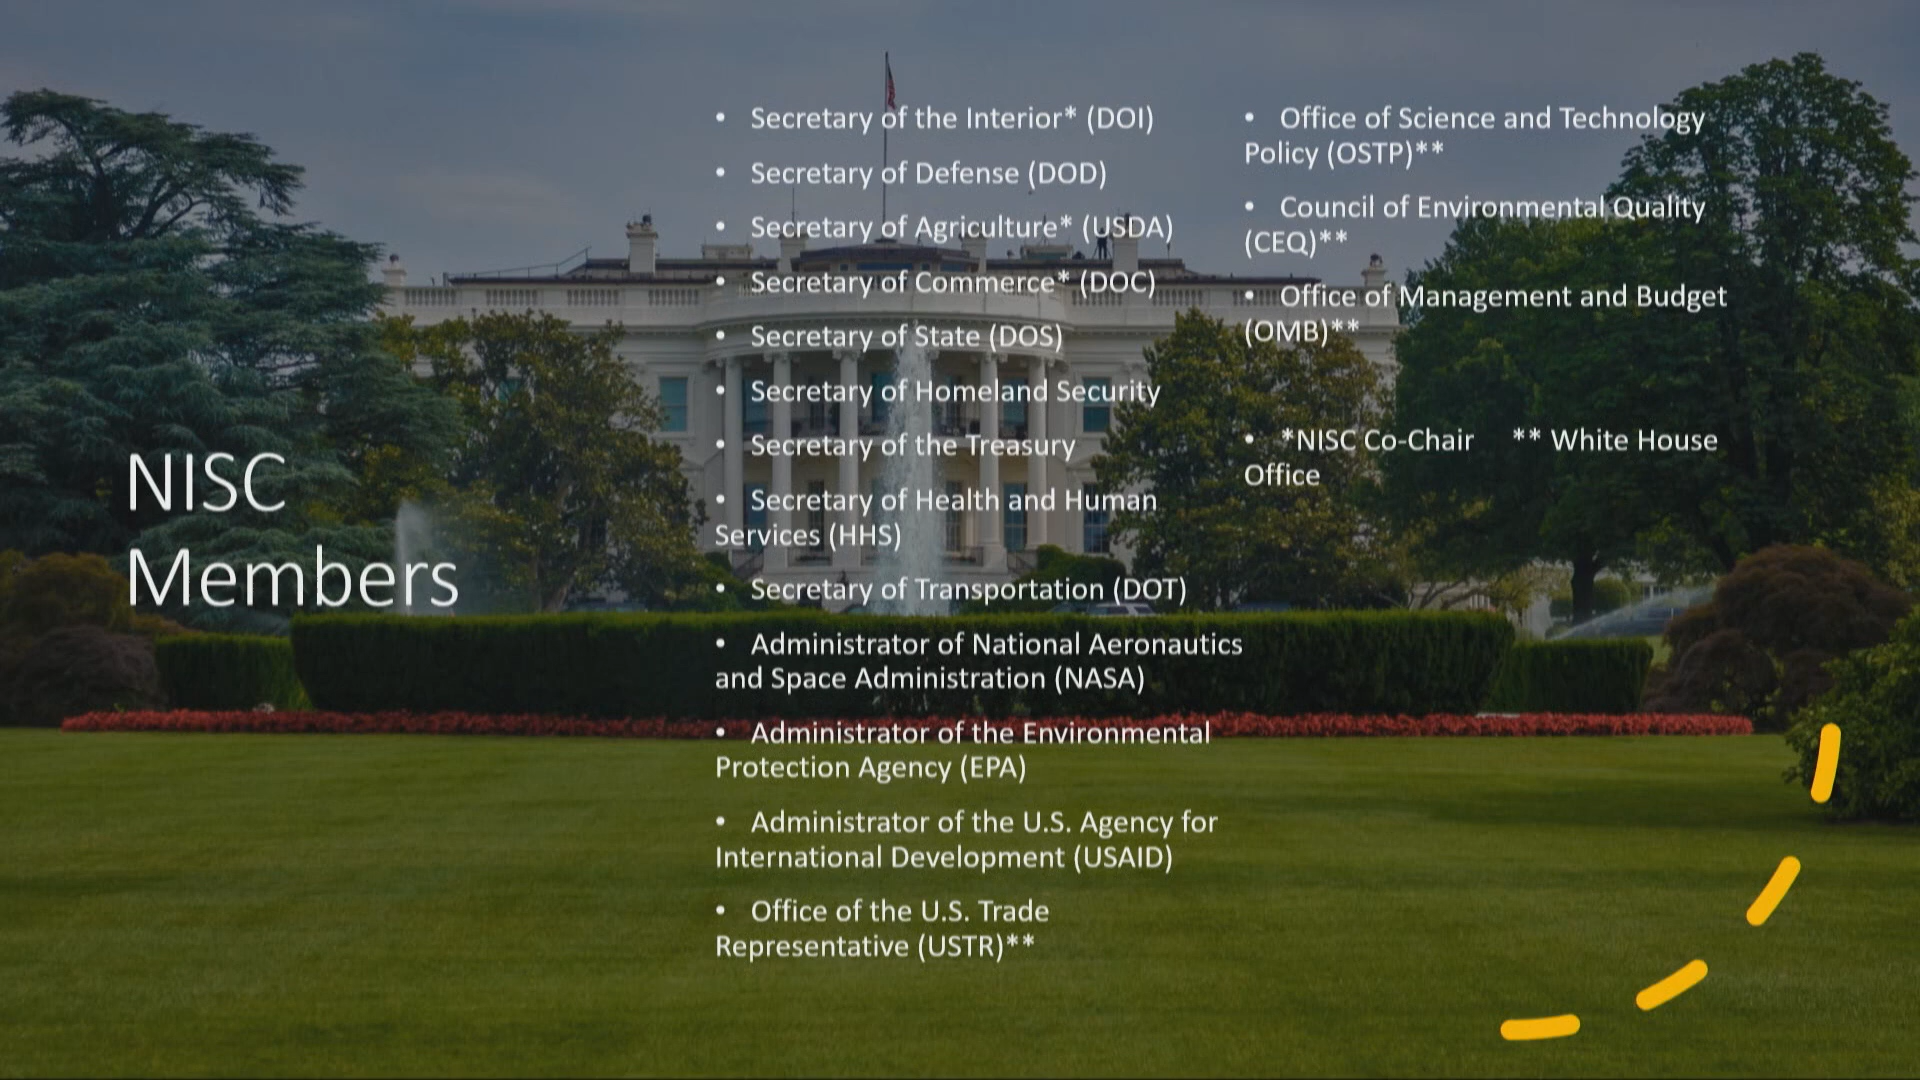 NISC
Members
• Secretary of the Interior* (DOI)
• Secretary of Defense (DOD)
• Secretary of Agriculture* (USDA)
• Secretary of Commerce* (DOC)
• Secretary of State (DOS)
• Secretary of Homeland Security
• Secretary of the Treasury
• Secretary of Health and Human
Services (HHS)
• Secretary of Transportation (DOT)
• Administrator of National Aeronautics
and Space Administration (NASA)
• Administrator of the Environmental
Protection Agency (EPA)
• Administrator of the U.S. Agency for
International Development (USAID)
• Office of the U.S. Trade
Representative (USTR)**
• Office of Science and Technology
Policy (OSTP)**
• Council of Environmental Quality
(CEQ)**
• Office of Management and Budget
(OMB)**
• *NISC Co-Chair ** White House
Office